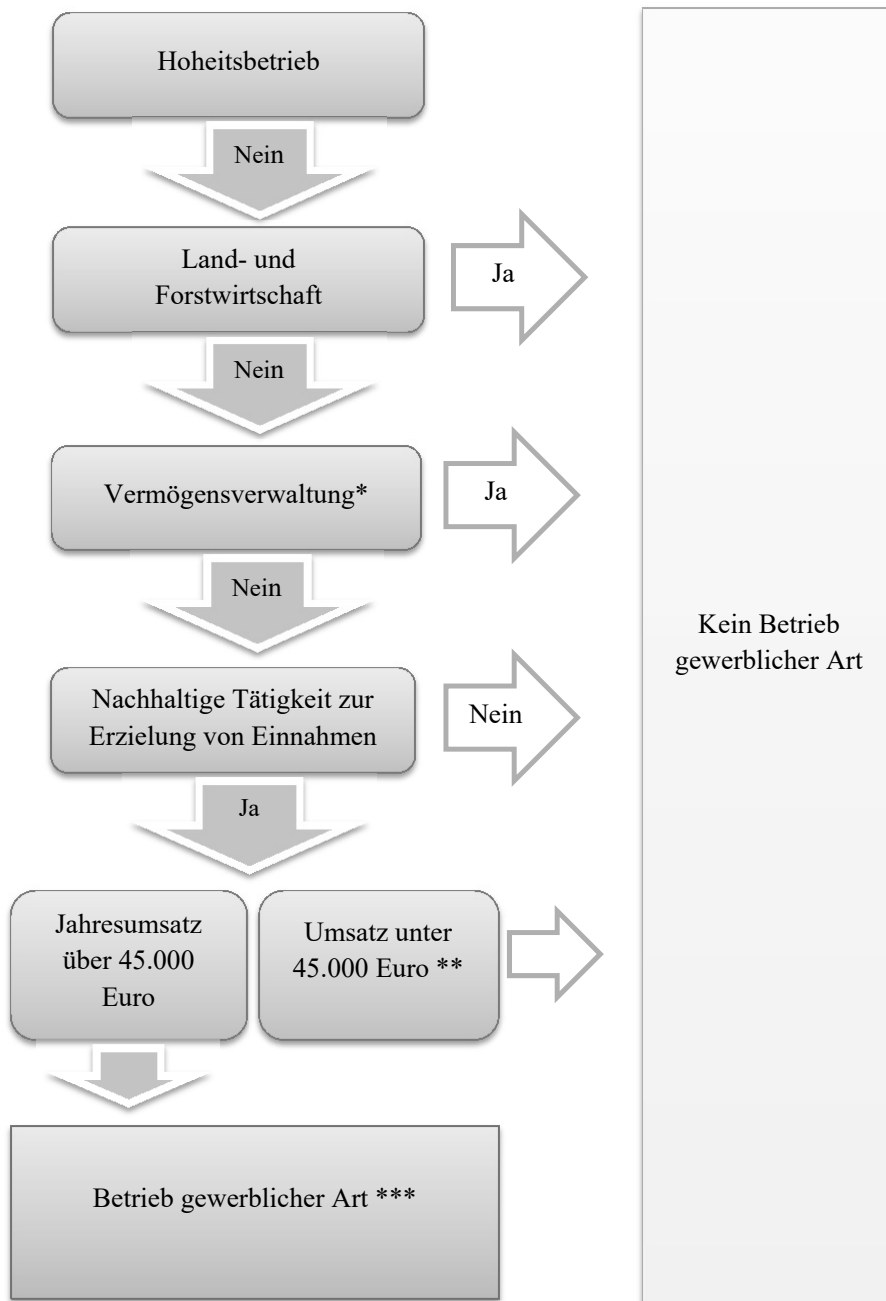 Hoheitsbetrieb
Nein
Land- und
Forstwirtschaft
Ja
Nein
Vermögensverwaltung*
Ja
Nein
Kein Betrieb
gewerblicher Art
Nachhaltige Tätigkeit zur
Erzielung von Einnahmen
Nein
Ja
Jahresumsatz
über 45.000
Euro
Umsatz unter
45.000 Euro **
Betrieb gewerblicher Art ***